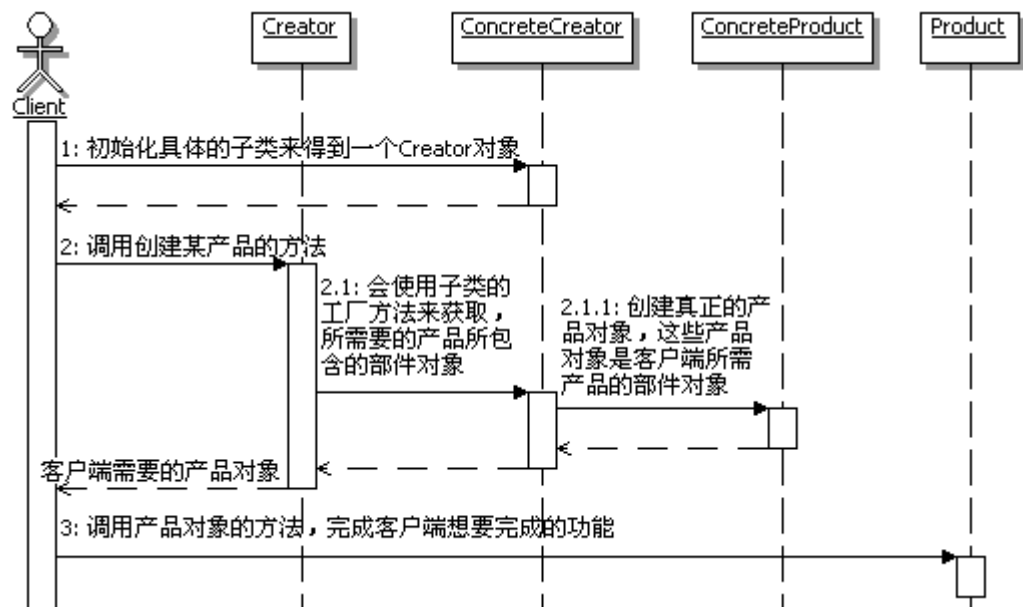 Creator
ConcreteCreator
ConcreteProduct
Product
Client
1: 初始化具体的子类来得到一个Creator对象
2: 调用创建某产品的方法
2.1: 会使用子类的
工厂方法来获取，
所需要的产品所包
含的部件对象
2.1.1: 创建真正的产
品对象，这些产品
对象是客户端所需
产品的部件对象
客户端需要的产品对象
3: 调用产品对象的方法，完成客户端想要完成的功能